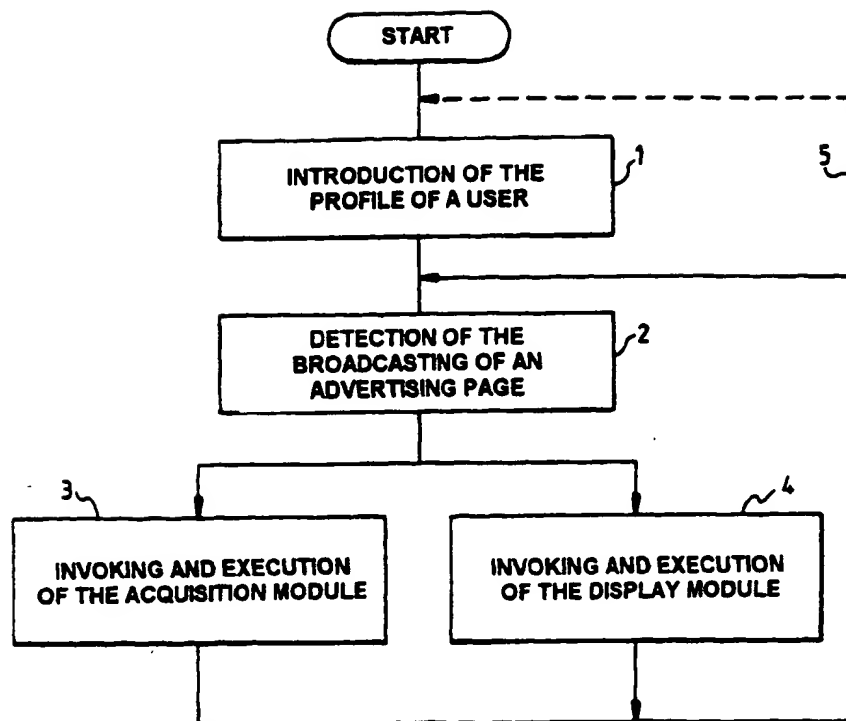 START
INTRODUCTION OF THE
PROFILE OF A USER
1
5
DETECTION OF THE
BROADCASTING OF AN
ADVERTISING PAGE
2
3
INVOKING AND EXECUTION
OF THE ACQUISITION MODULE
4
INVOKING AND EXECUTION
OF THE DISPLAY MODULE